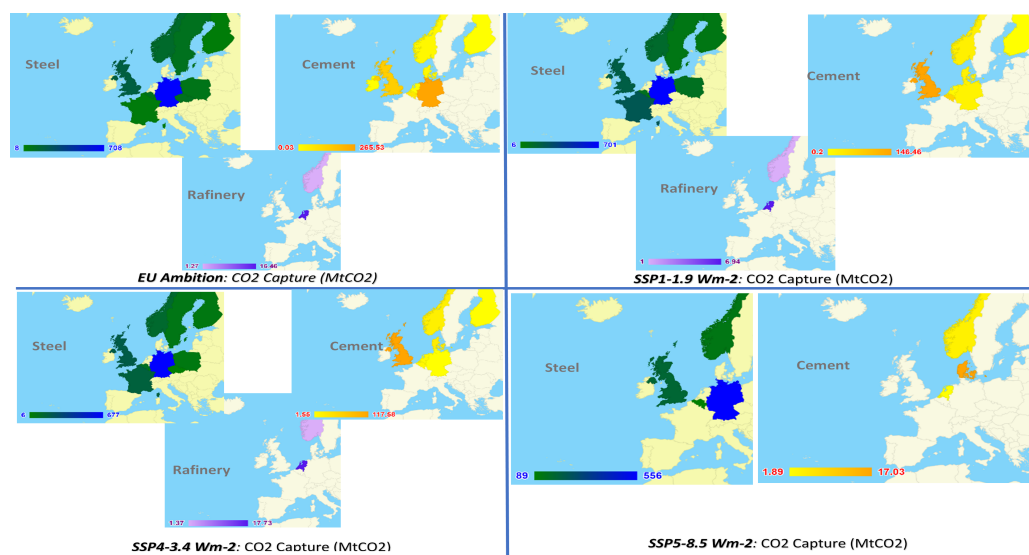 Steel
8 708
Cement
0.03 265.53
Rafinery
1.27 16.46
EU Ambition: CO2 Capture (MtCO2)
Steel
6 701
Cement
0.2 146.46
Rafinery
1 6.94
SSP1-1.9 Wm-2: CO2 Capture (MtCO2)
Steel
6 677
Cement
1.55 117.58
Rafinery
1.37 17.73
SSP4-3.4 Wm-2: CO2 Capture (MtCO2)
Steel
89 556
Cement
1.89 17.03
SSP5-8.5 Wm-2: CO2 Capture (MtCO2)